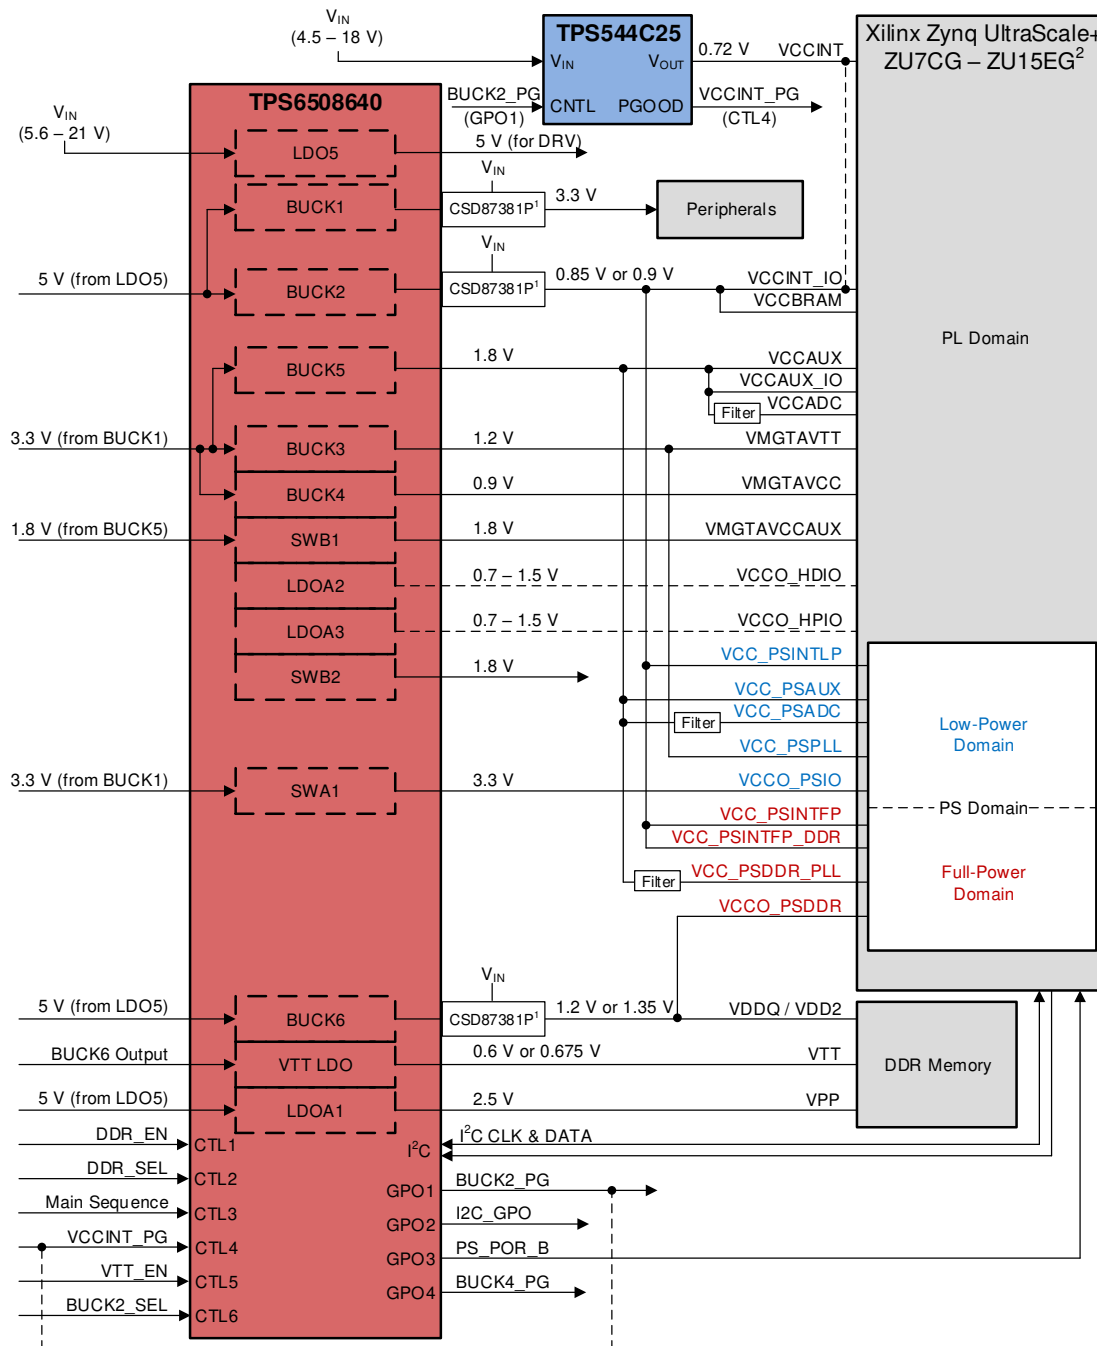 V_IN
(4.5 – 18 V)
TPS544C25
V_IN
V_OUT
CNTL
PGOOD
0.72 V
VCCINT
BUCK2_PG
(GPO1)
VCCINT_PG
(CTL4)
Xilinx Zynq UltraScale+
ZU7CG – ZU15EG²
TPS6508640
V_IN
(5.6 – 21 V)
LDO5
5 V (for DRV)
BUCK1
V_IN
CSD87381P¹
3.3 V
Peripherals
5 V (from LDO5)
BUCK2
V_IN
CSD87381P¹
0.85 V or 0.9 V
VCCINT_IO
VCCBRAM
PL Domain
BUCK5
1.8 V
VCCAUX
VCCAUX_IO
Filter
VCCADC
3.3 V (from BUCK1)
BUCK3
1.2 V
VMGTAVTT
BUCK4
0.9 V
VMGTAVCC
1.8 V (from BUCK5)
SWB1
1.8 V
VMGTAVCCAUX
LDOA2
0.7 – 1.5 V
VCCO_HDIO
LDOA3
0.7 – 1.5 V
VCCO_HPIO
SWB2
1.8 V
VCC_PSINTLP
VCC_PSAUX
Filter
VCC_PSADC
VCC_PSPLL
Low-Power
Domain
3.3 V (from BUCK1)
SWA1
3.3 V
VCCO_PSIO
PS Domain
VCC_PSINTFP
VCC_PSINTFP_DDR
Filter
VCC_PSDDR_PLL
VCCO_PSDDR
Full-Power
Domain
5 V (from LDO5)
BUCK6
V_IN
CSD87381P¹
1.2 V or 1.35 V
VDDQ / VDD2
BUCK6 Output
VTT LDO
0.6 V or 0.675 V
VTT
DDR Memory
5 V (from LDO5)
LDOA1
2.5 V
VPP
DDR_EN
CTL1
I²C
I²C CLK & DATA
DDR_SEL
CTL2
GPO1
BUCK2_PG
Main Sequence
CTL3
GPO2
I2C_GPO
VCCINT_PG
CTL4
GPO3
PS_POR_B
VTT_EN
CTL5
GPO4
BUCK4_PG
BUCK2_SEL
CTL6